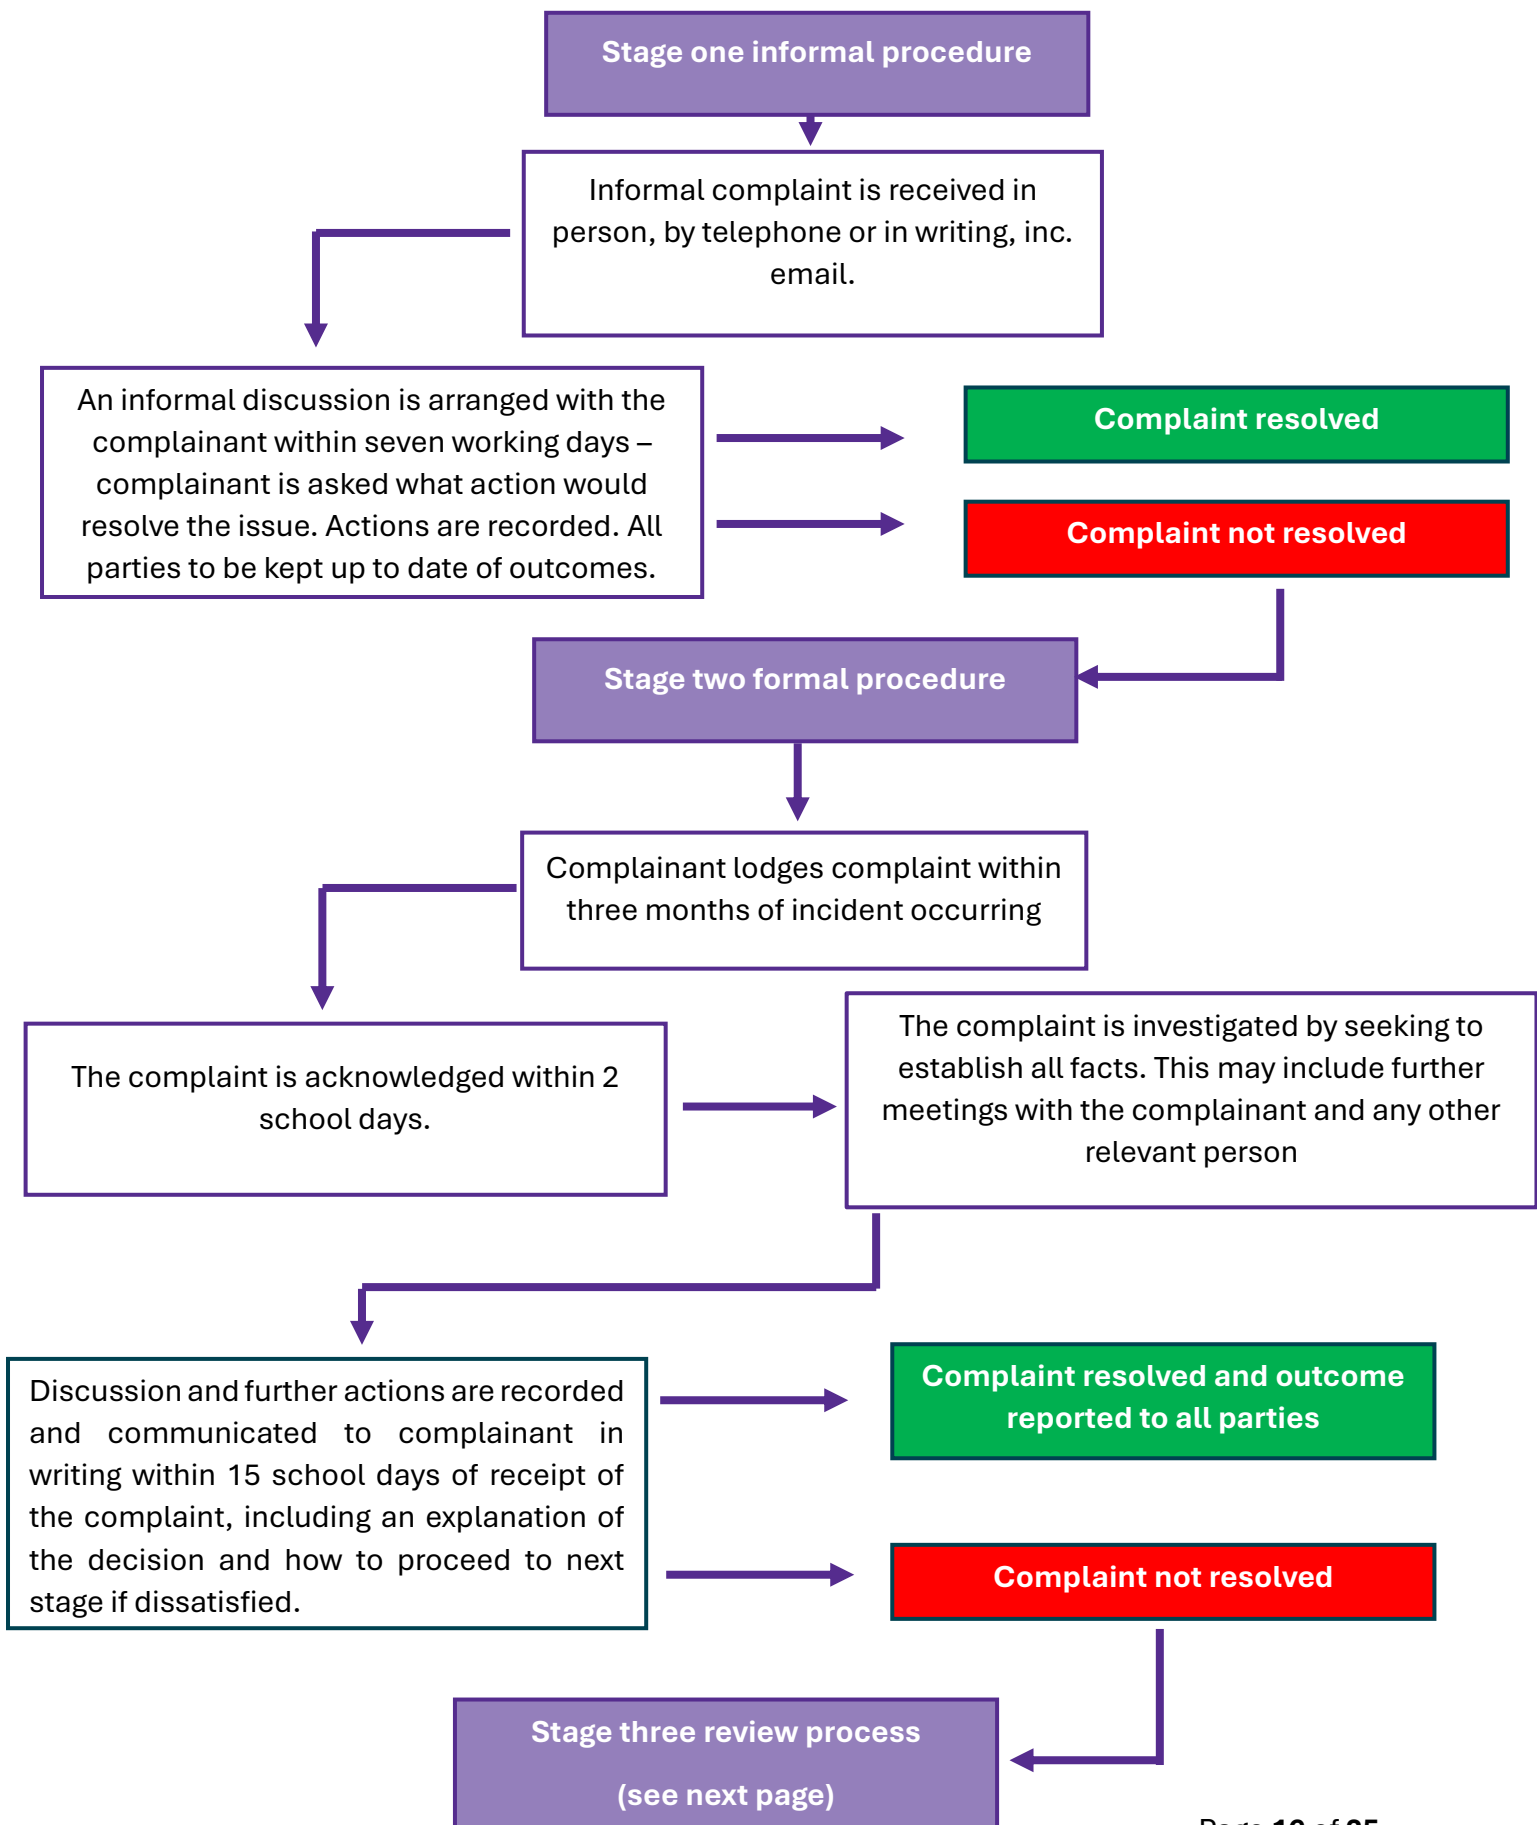 Stage one informal procedure
Informal complaint is received in
person, by telephone or in writing, inc.
email.
An informal discussion is arranged with the
complainant within seven working days –
complainant is asked what action would
resolve the issue. Actions are recorded. All
parties to be kept up to date of outcomes.
Complaint resolved
Complaint not resolved
Stage two formal procedure
Complainant lodges complaint within
three months of incident occurring
The complaint is acknowledged within 2
school days.
The complaint is investigated by seeking to
establish all facts. This may include further
meetings with the complainant and any other
relevant person
Discussion and further actions are recorded
and communicated to complainant in
writing within 15 school days of receipt of
the complaint, including an explanation of
the decision and how to proceed to next
stage if dissatisfied.
Complaint resolved and outcome
reported to all parties
Complaint not resolved
Stage three review process
(see next page)
Page of